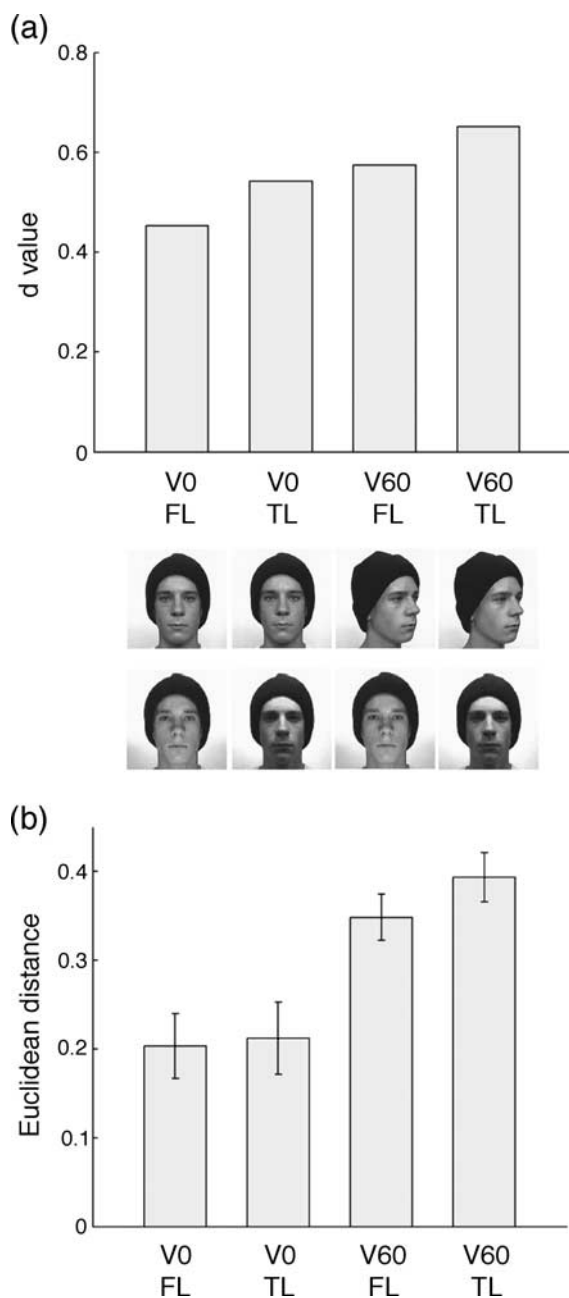 (a)
0.8
0.6
0.4
0.2
0
d value
V0 V0 V60 V60
FL TL FL TL
(b)
0.4
0.3
0.2
0.1
0
Euclidean distance
V0 V0 V60 V60
FL TL FL TL